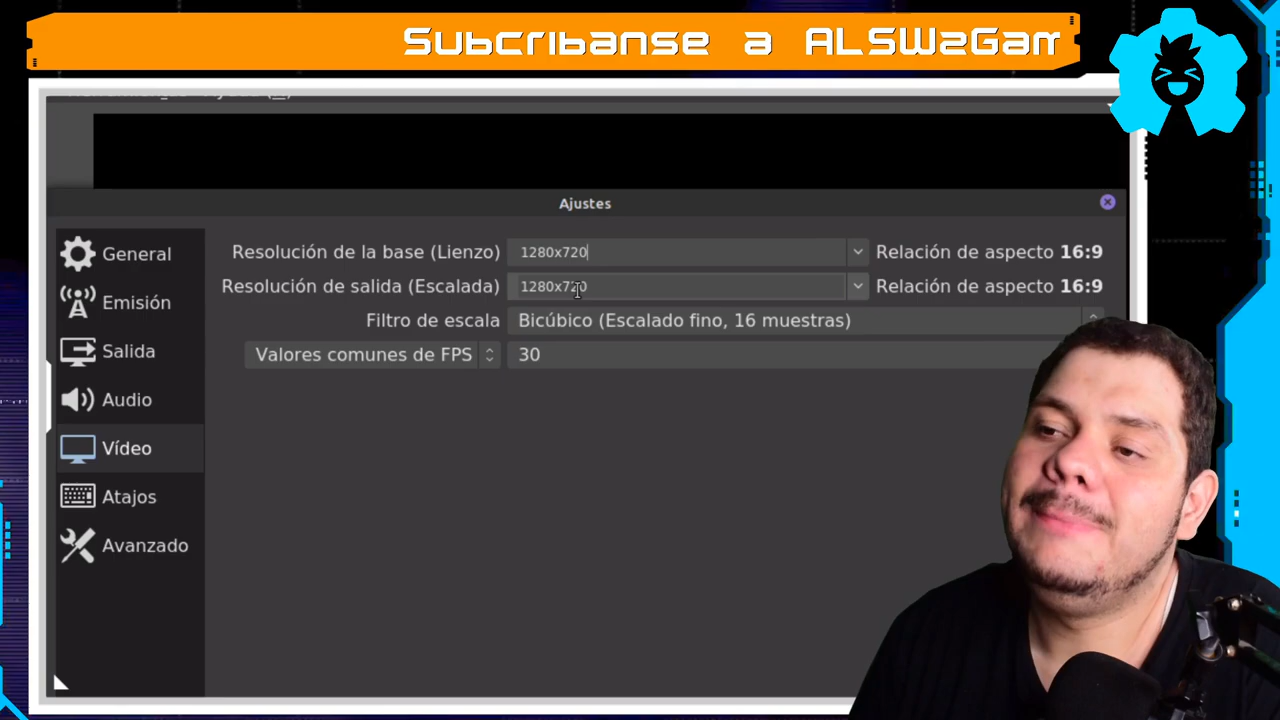 Subcribanse a ALSW2Gam
Ajustes
General
Emisión
Salida
Audio
Vídeo
Atajos
Avanzado
Resolución de la base (Lienzo) 1280x720 Relación de aspecto 16:9
Resolución de salida (Escalada) 1280x720 Relación de aspecto 16:9
Filtro de escala Bicúbico (Escalado fino, 16 muestras)
Valores comunes de FPS 30